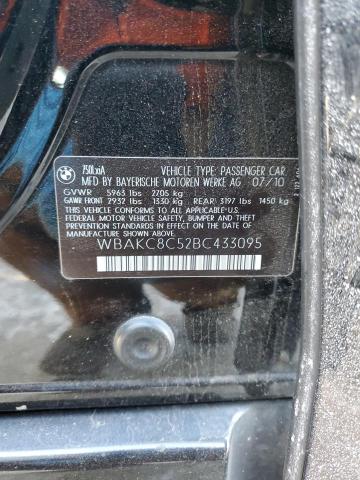 750LxiA VEHICLE TYPE: PASSENGER CAR
MFD BY BAYERISCHE MOTOREN WERKE AG 07/10
GVWR 5963 lbs 2705 kg
GAWR FRONT 2932 lbs 1330 kg REAR: 3197 lbs 1450 kg
THIS VEHICLE CONFORMS TO ALL APPLICABLE U.S.
FEDERAL MOTOR VEHICLE SAFETY, BUMPER AND THEFT
PREVENTION STANDARDS IN EFFECT ON THE DATE OF
MANUFACTURE SHOWN ABOVE.
WBAKC8C52BC433095